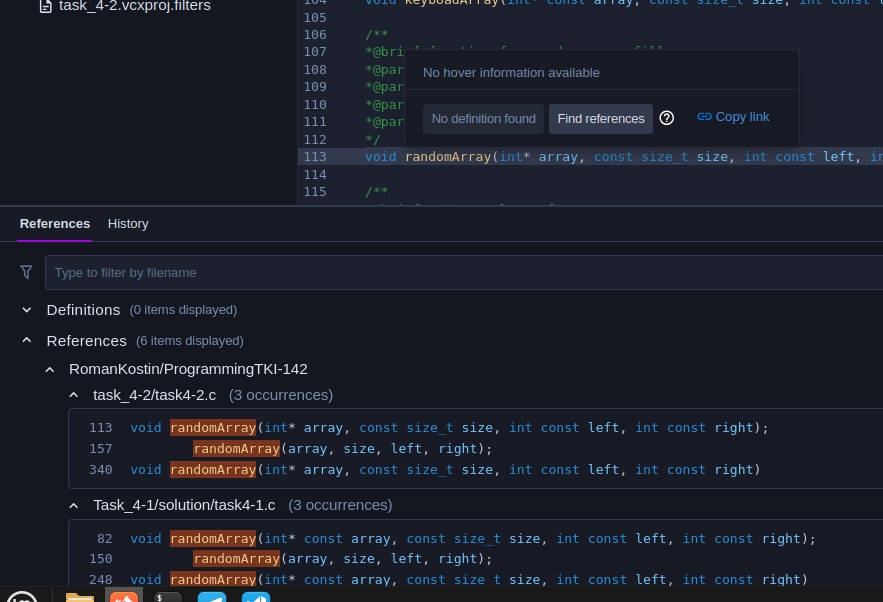 task_4-2.vcxproj.filters
104 void keyboadArray(int* const array, const size_t size, int const
105
106 /**
107 *@bri
108 *@par
109 *@par
110 *@par
111 *@par
112 */
No hover information available
No definition found Find references ? Copy link
113 void randomArray(int* array, const size_t size, int const left, in
114
115 /**
References History
Type to filter by filename
Definitions (0 items displayed)
References (6 items displayed)
RomanKostin/ProgrammingTKI-142
task_4-2/task4-2.c (3 occurrences)
113 void randomArray(int* array, const size_t size, int const left, int const right);
157 randomArray(array, size, left, right);
340 void randomArray(int* array, const size_t size, int const left, int const right)
Task_4-1/solution/task4-1.c (3 occurrences)
82 void randomArray(int* const array, const size_t size, int const left, int const right);
150 randomArray(array, size, left, right);
248 void randomArray(int* const array, const size_t size, int const left, int const right)